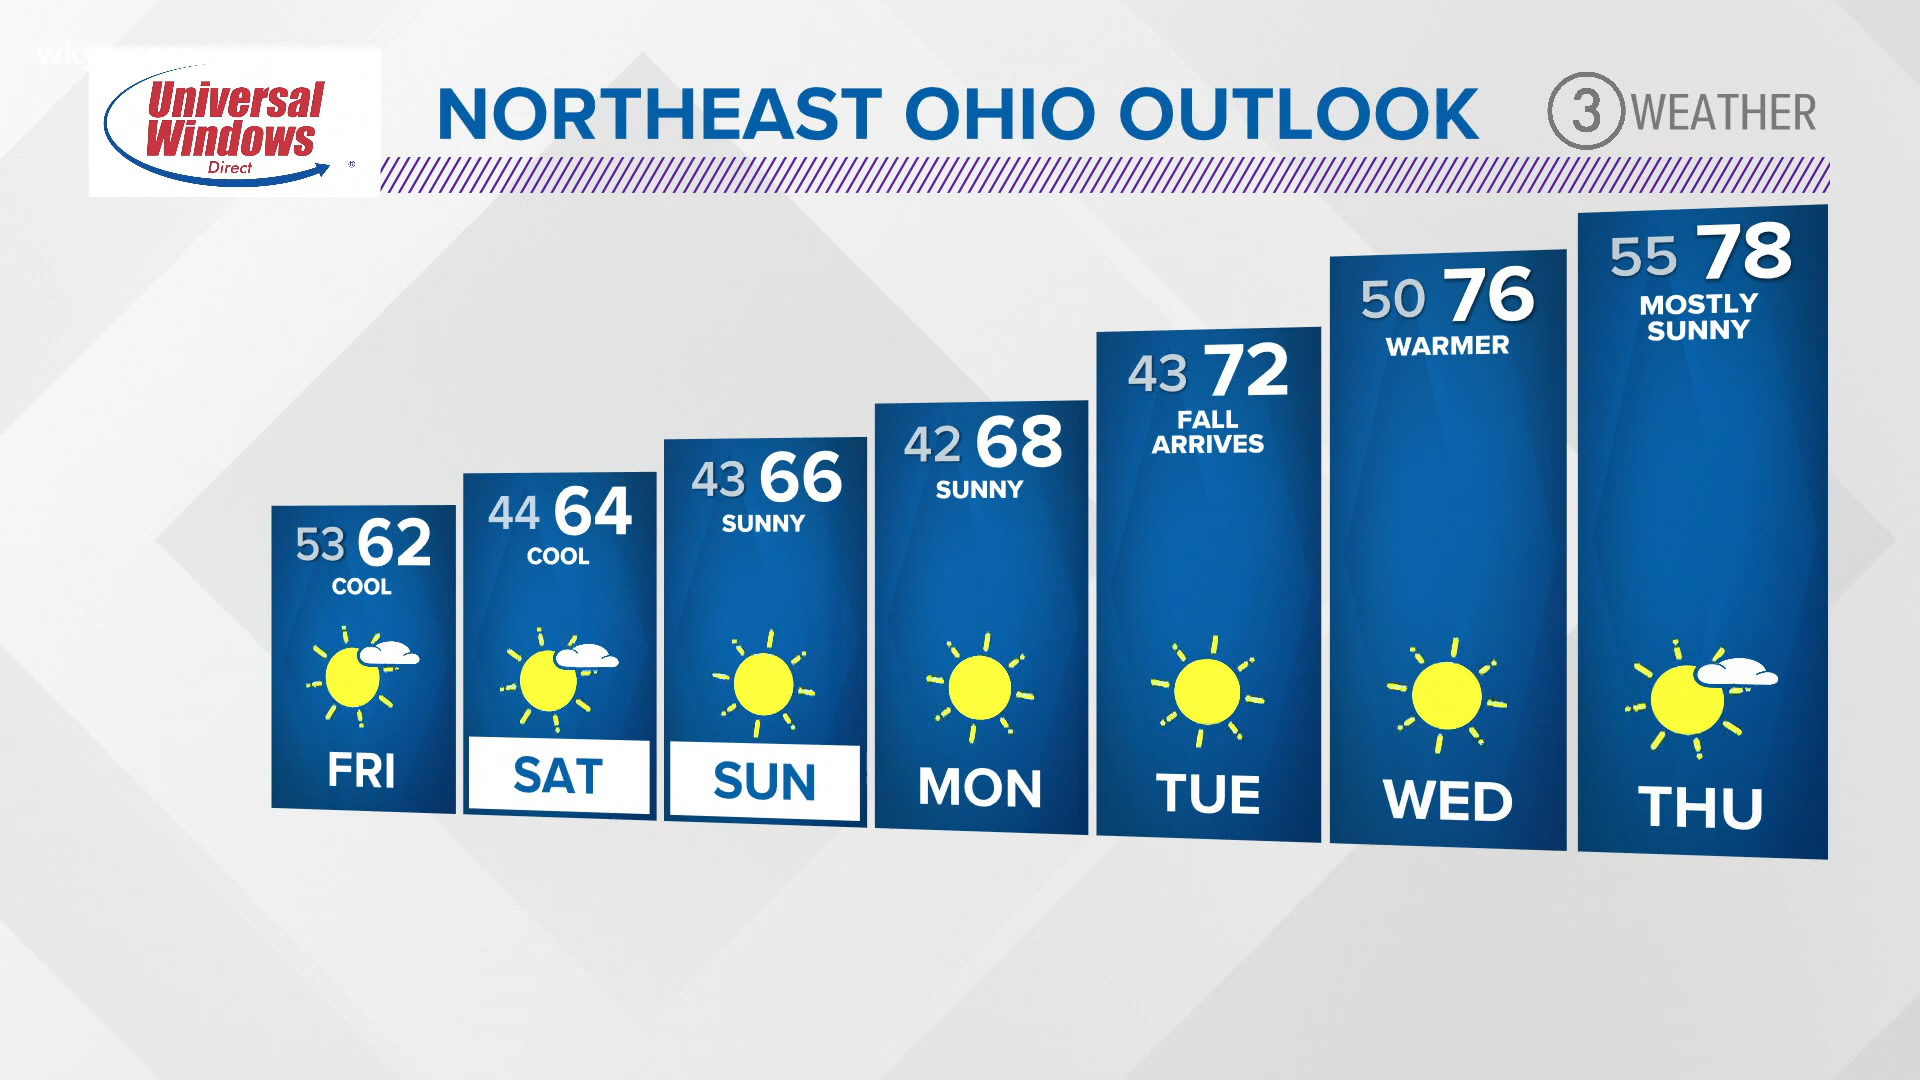 Universal
Windows
Direct
®
NORTHEAST OHIO OUTLOOK
3 WEATHER
53 62
COOL
FRI
44 64
COOL
SAT
43 66
SUNNY
SUN
42 68
SUNNY
MON
43 72
FALL
ARRIVES
TUE
50 76
WARMER
WED
55 78
MOSTLY
SUNNY
THU